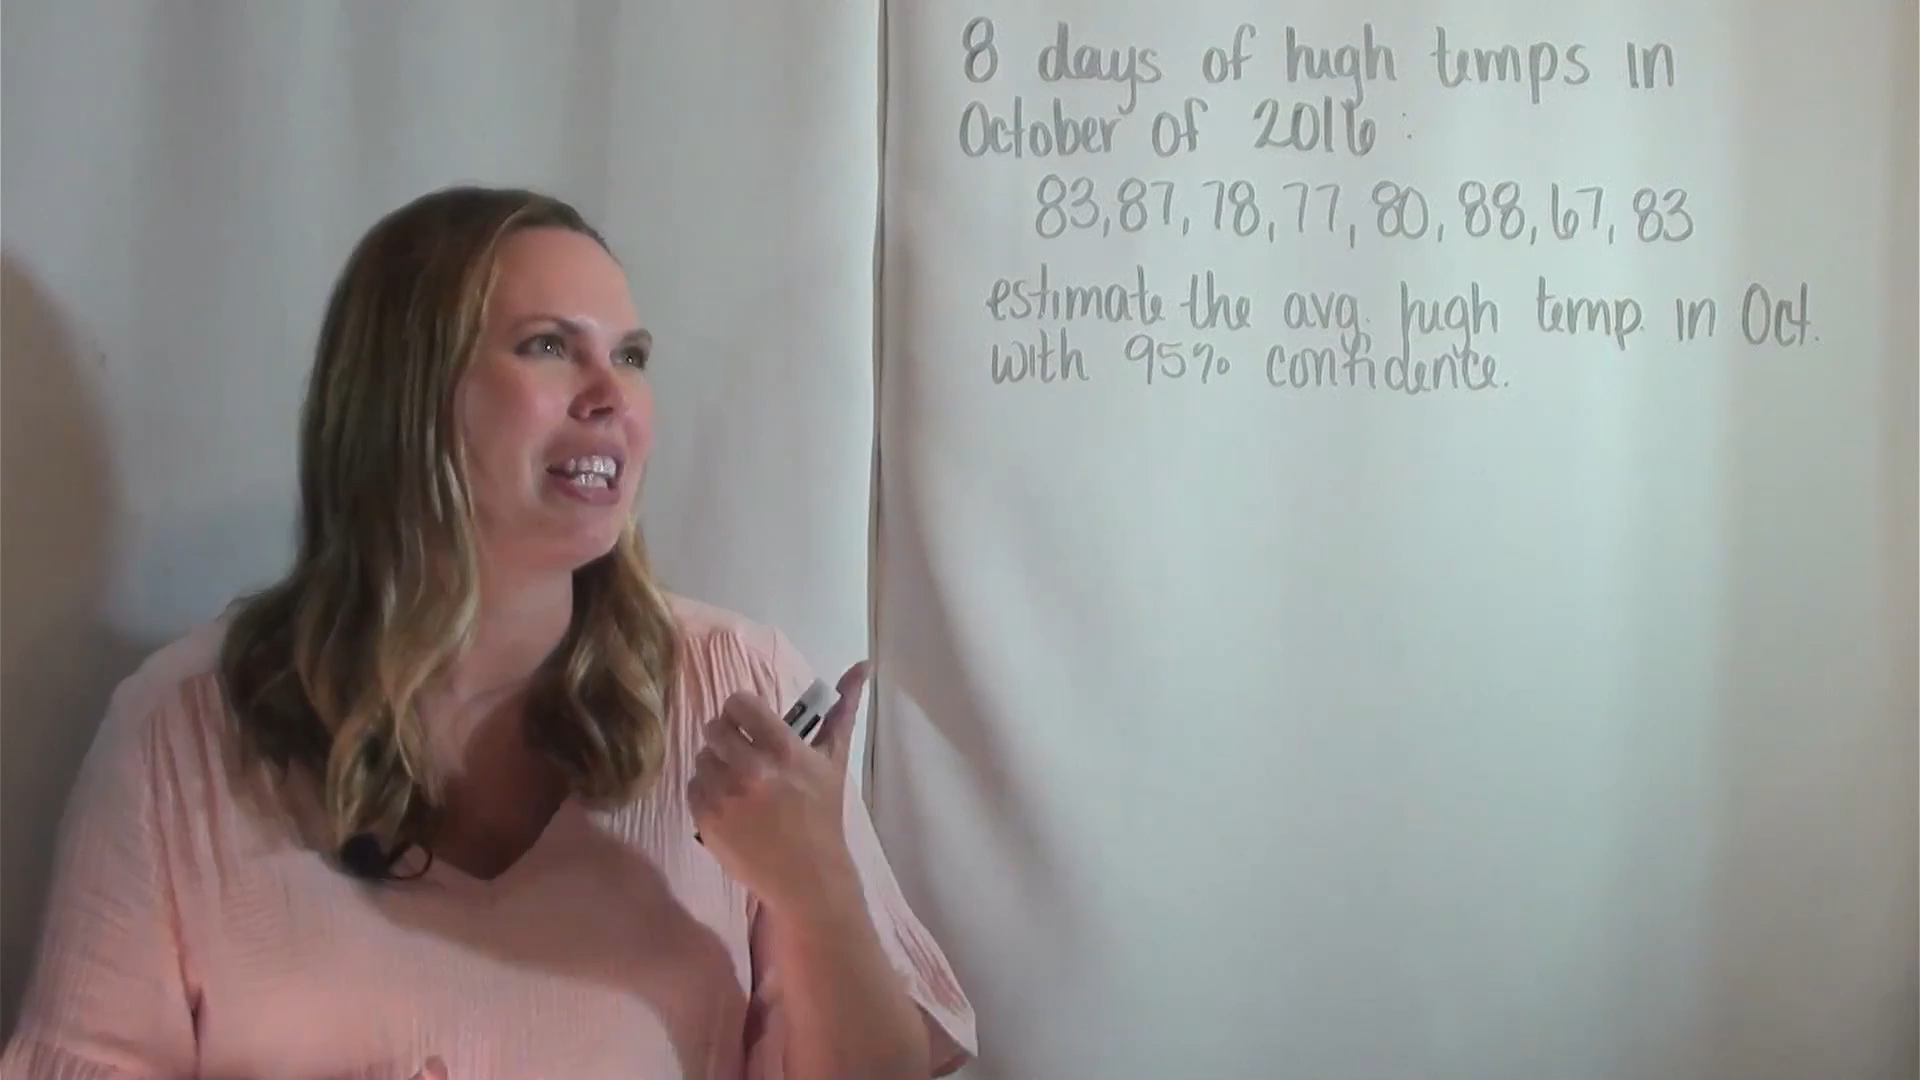 8 days of high temps in
October of 2016:
83, 87, 78, 77, 80, 88, 67, 83
estimate the avg. high temp. in Oct.
with 95% confidence.